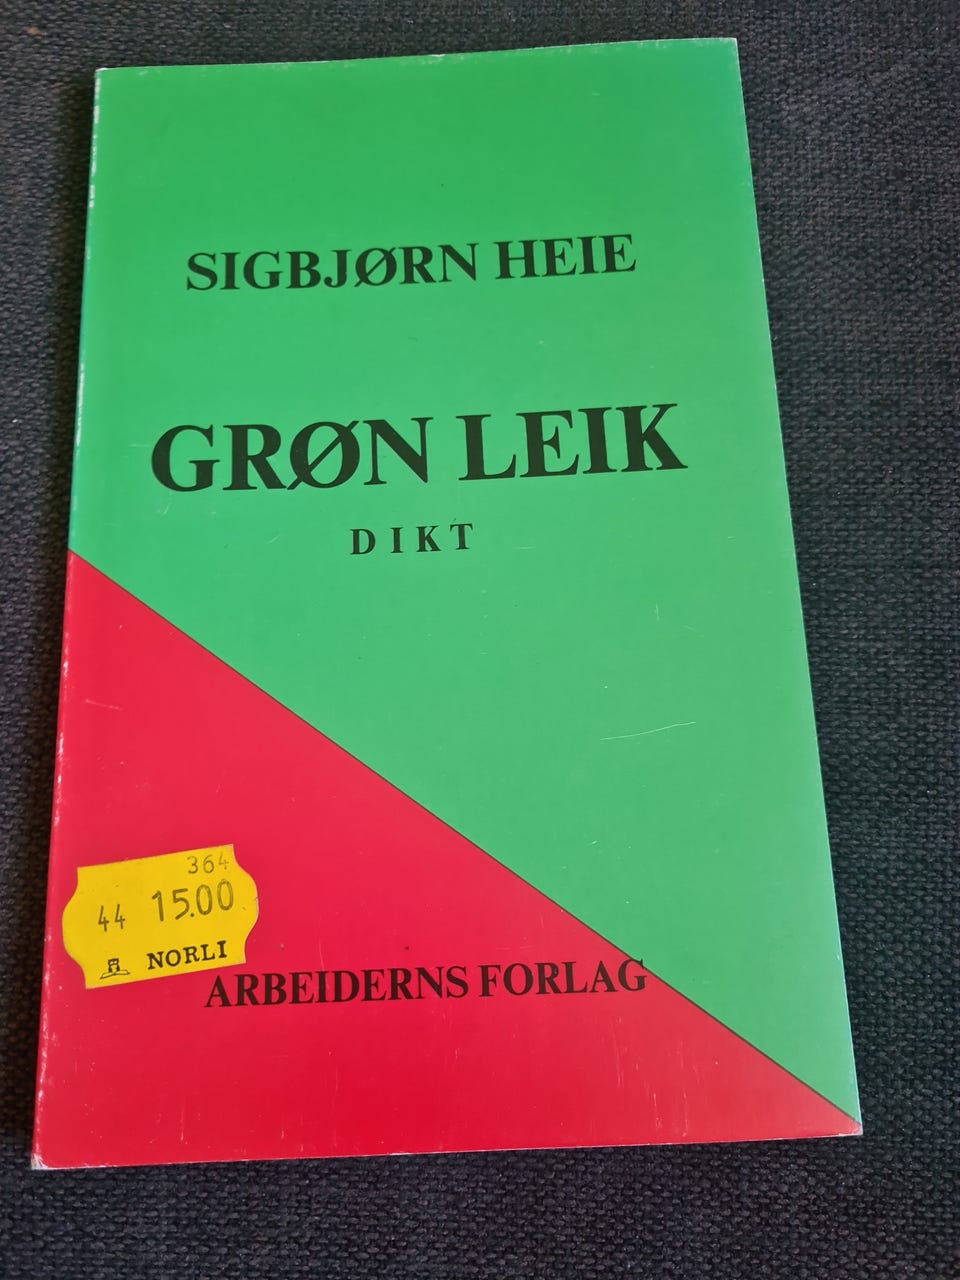 SIGBJØRN HEIE
GRØN LEIK
DIKT
364
44 15.00
NORLI
ARBEIDERNS FORLAG